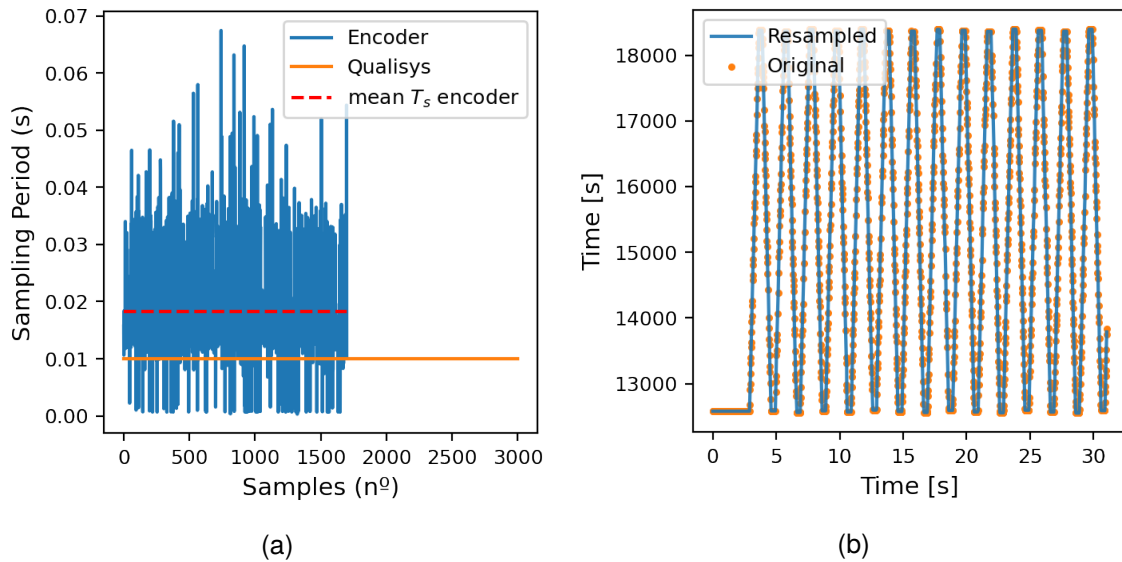 0.07
0.06
0.05
0.04
0.03
0.02
0.01
0.00
Sampling Period (s)
Encoder
Qualisys
mean Tₛ encoder
0 500 1000 1500 2000 2500 3000
Samples (nº)
(a)
18000
17000
16000
15000
14000
13000
Time [s]
Resampled
Original
0 5 10 15 20 25 30
Time [s]
(b)